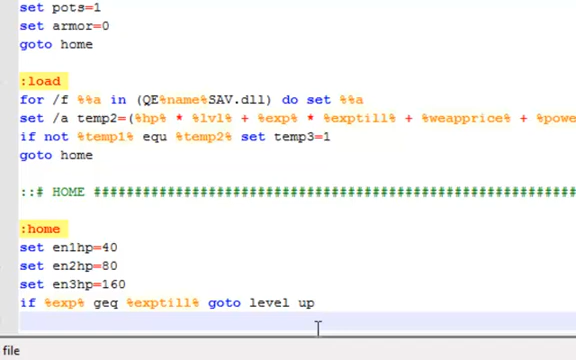 set pots=1
set armor=0
goto home
:load
for /f %%a in (QE%name%SAV.dll) do set %%a
set /a temp2=(%hp% * %lvl% + %exp% * %exptill% + %weapprice% + %powe
if not %temp1% equ %temp2% set temp3=1
goto home
::# HOME ##########################################################################
:home
set en1hp=40
set en2hp=80
set en3hp=160
if %exp% geq %exptill% goto level up
file